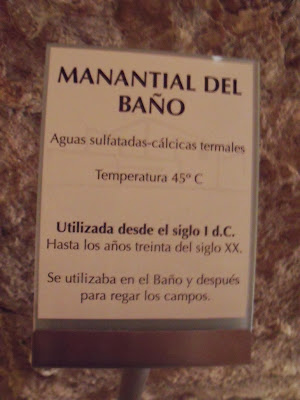 MANANTIAL DEL
BAÑO
Aguas sulfatadas-cálcicas termales
Temperatura 45º C
Utilizada desde el siglo I d.C.
Hasta los años treinta del siglo XX.
Se utilizaba en el Baño y después
para regar los campos.